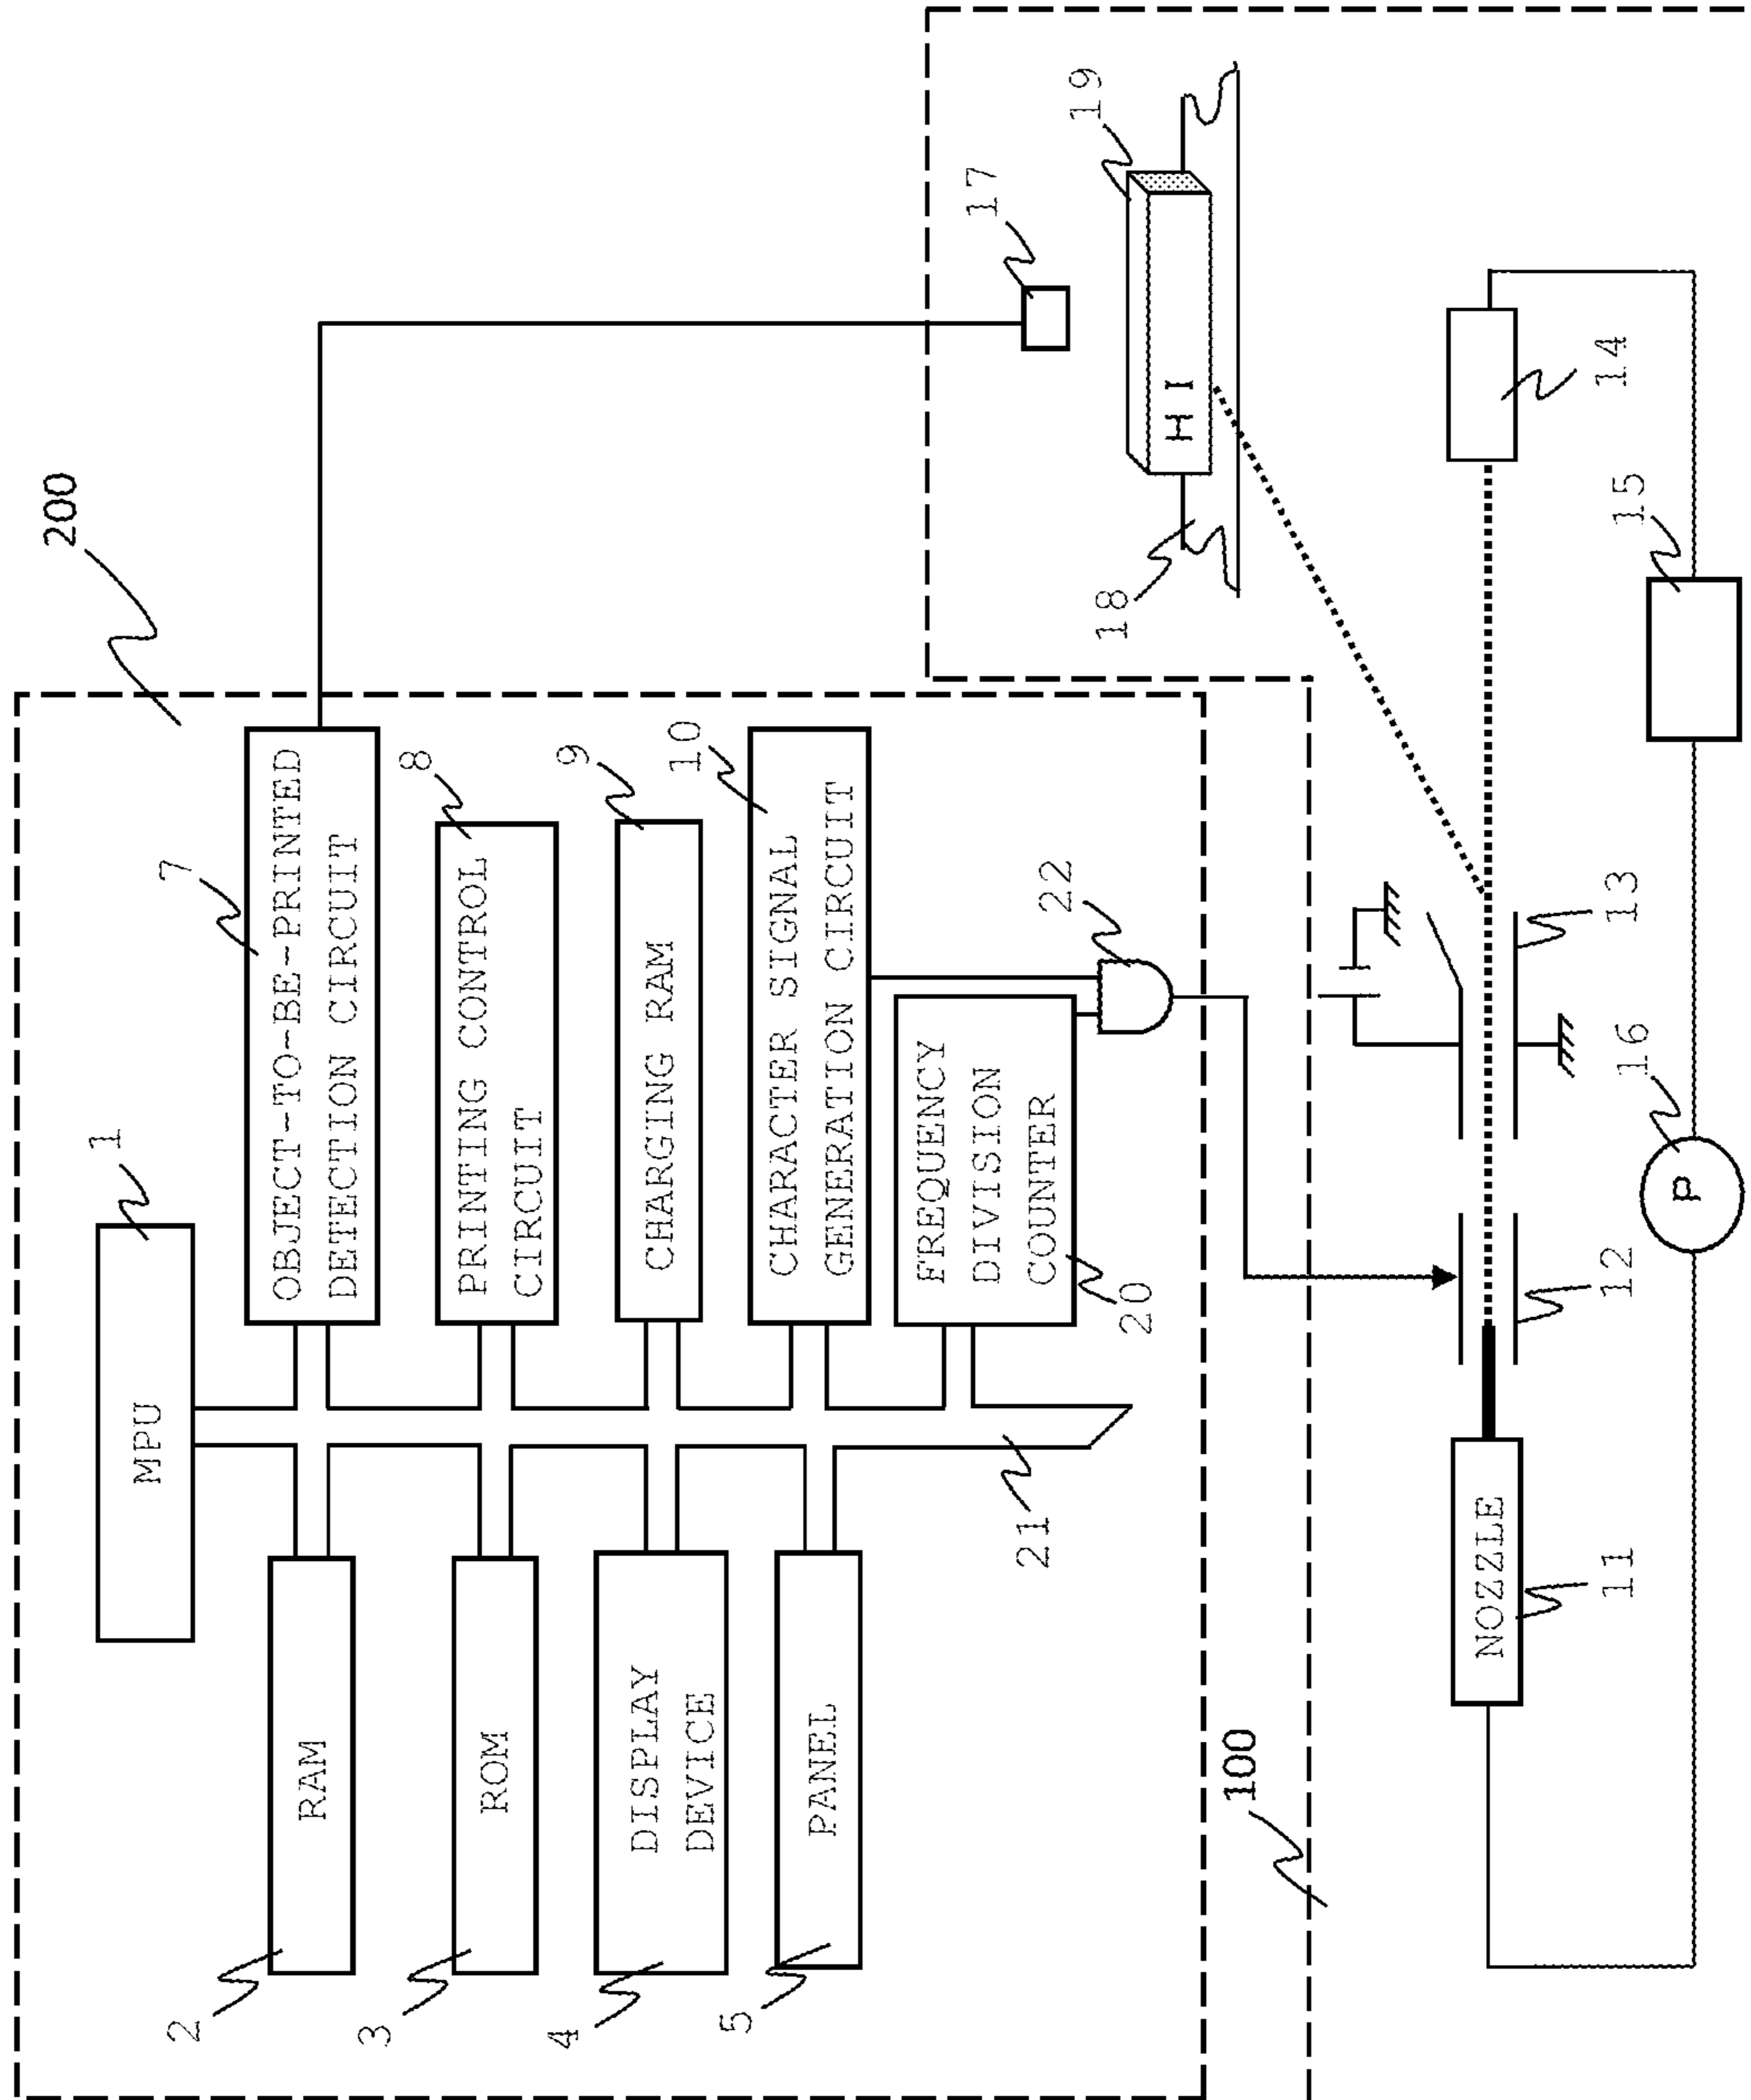 200
1
MPU
2
RAM
7
OBJECT-TO-BE-PRINTED
DETECTION CIRCUIT
3
ROM
8
PRINTING CONTROL
CIRCUIT
4
DISPLAY
DEVICE
9
CHARGING RAM
5
PANEL
10
CHARACTER SIGNAL
GENERATION CIRCUIT
FREQUENCY
DIVISION
COUNTER
20
21
22
17
19
HI
18
100
NOZZLE
11
12
13
14
15
16
P